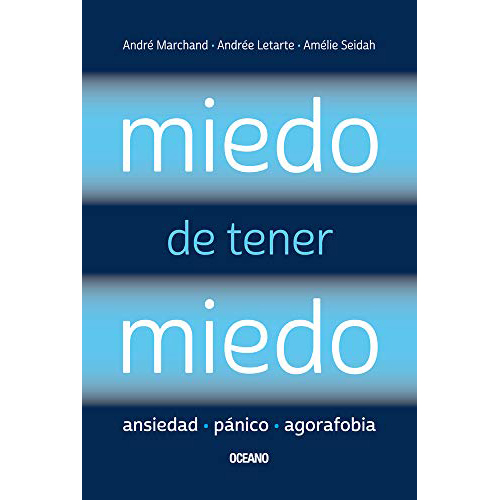 André Marchand · Andrée Letarte · Amélie Seidah
miedo
de tener
miedo
ansiedad · pánico · agorafobia
OCEANO